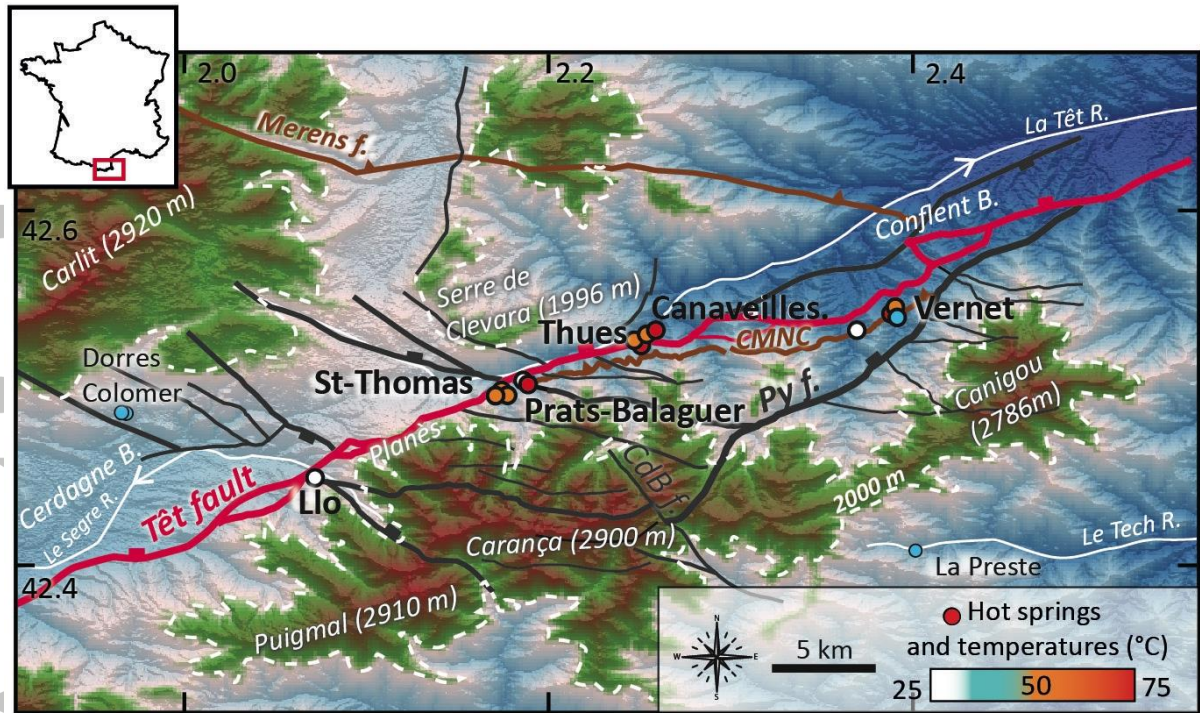 2.0
2.2
2.4
Merens f.
La Têt R.
42.6
Conflent B.
Carlit (2920 m)
Serre de
Clevara (1996 m)
Canaveilles.
Thues
Vernet
CMNC
Dorres
Colomer
St-Thomas
Prats-Balaguer
Py f.
Canigou
(2786m)
Planès
Cerdagne B.
CdB f.
2000 m
Le Segre R.
Têt fault
Llo
Carança (2900 m)
Le Tech R.
La Preste
42.4
Puigmal (2910 m)
N
W
E
S
5 km
Hot springs
and temperatures (°C)
25
50
75